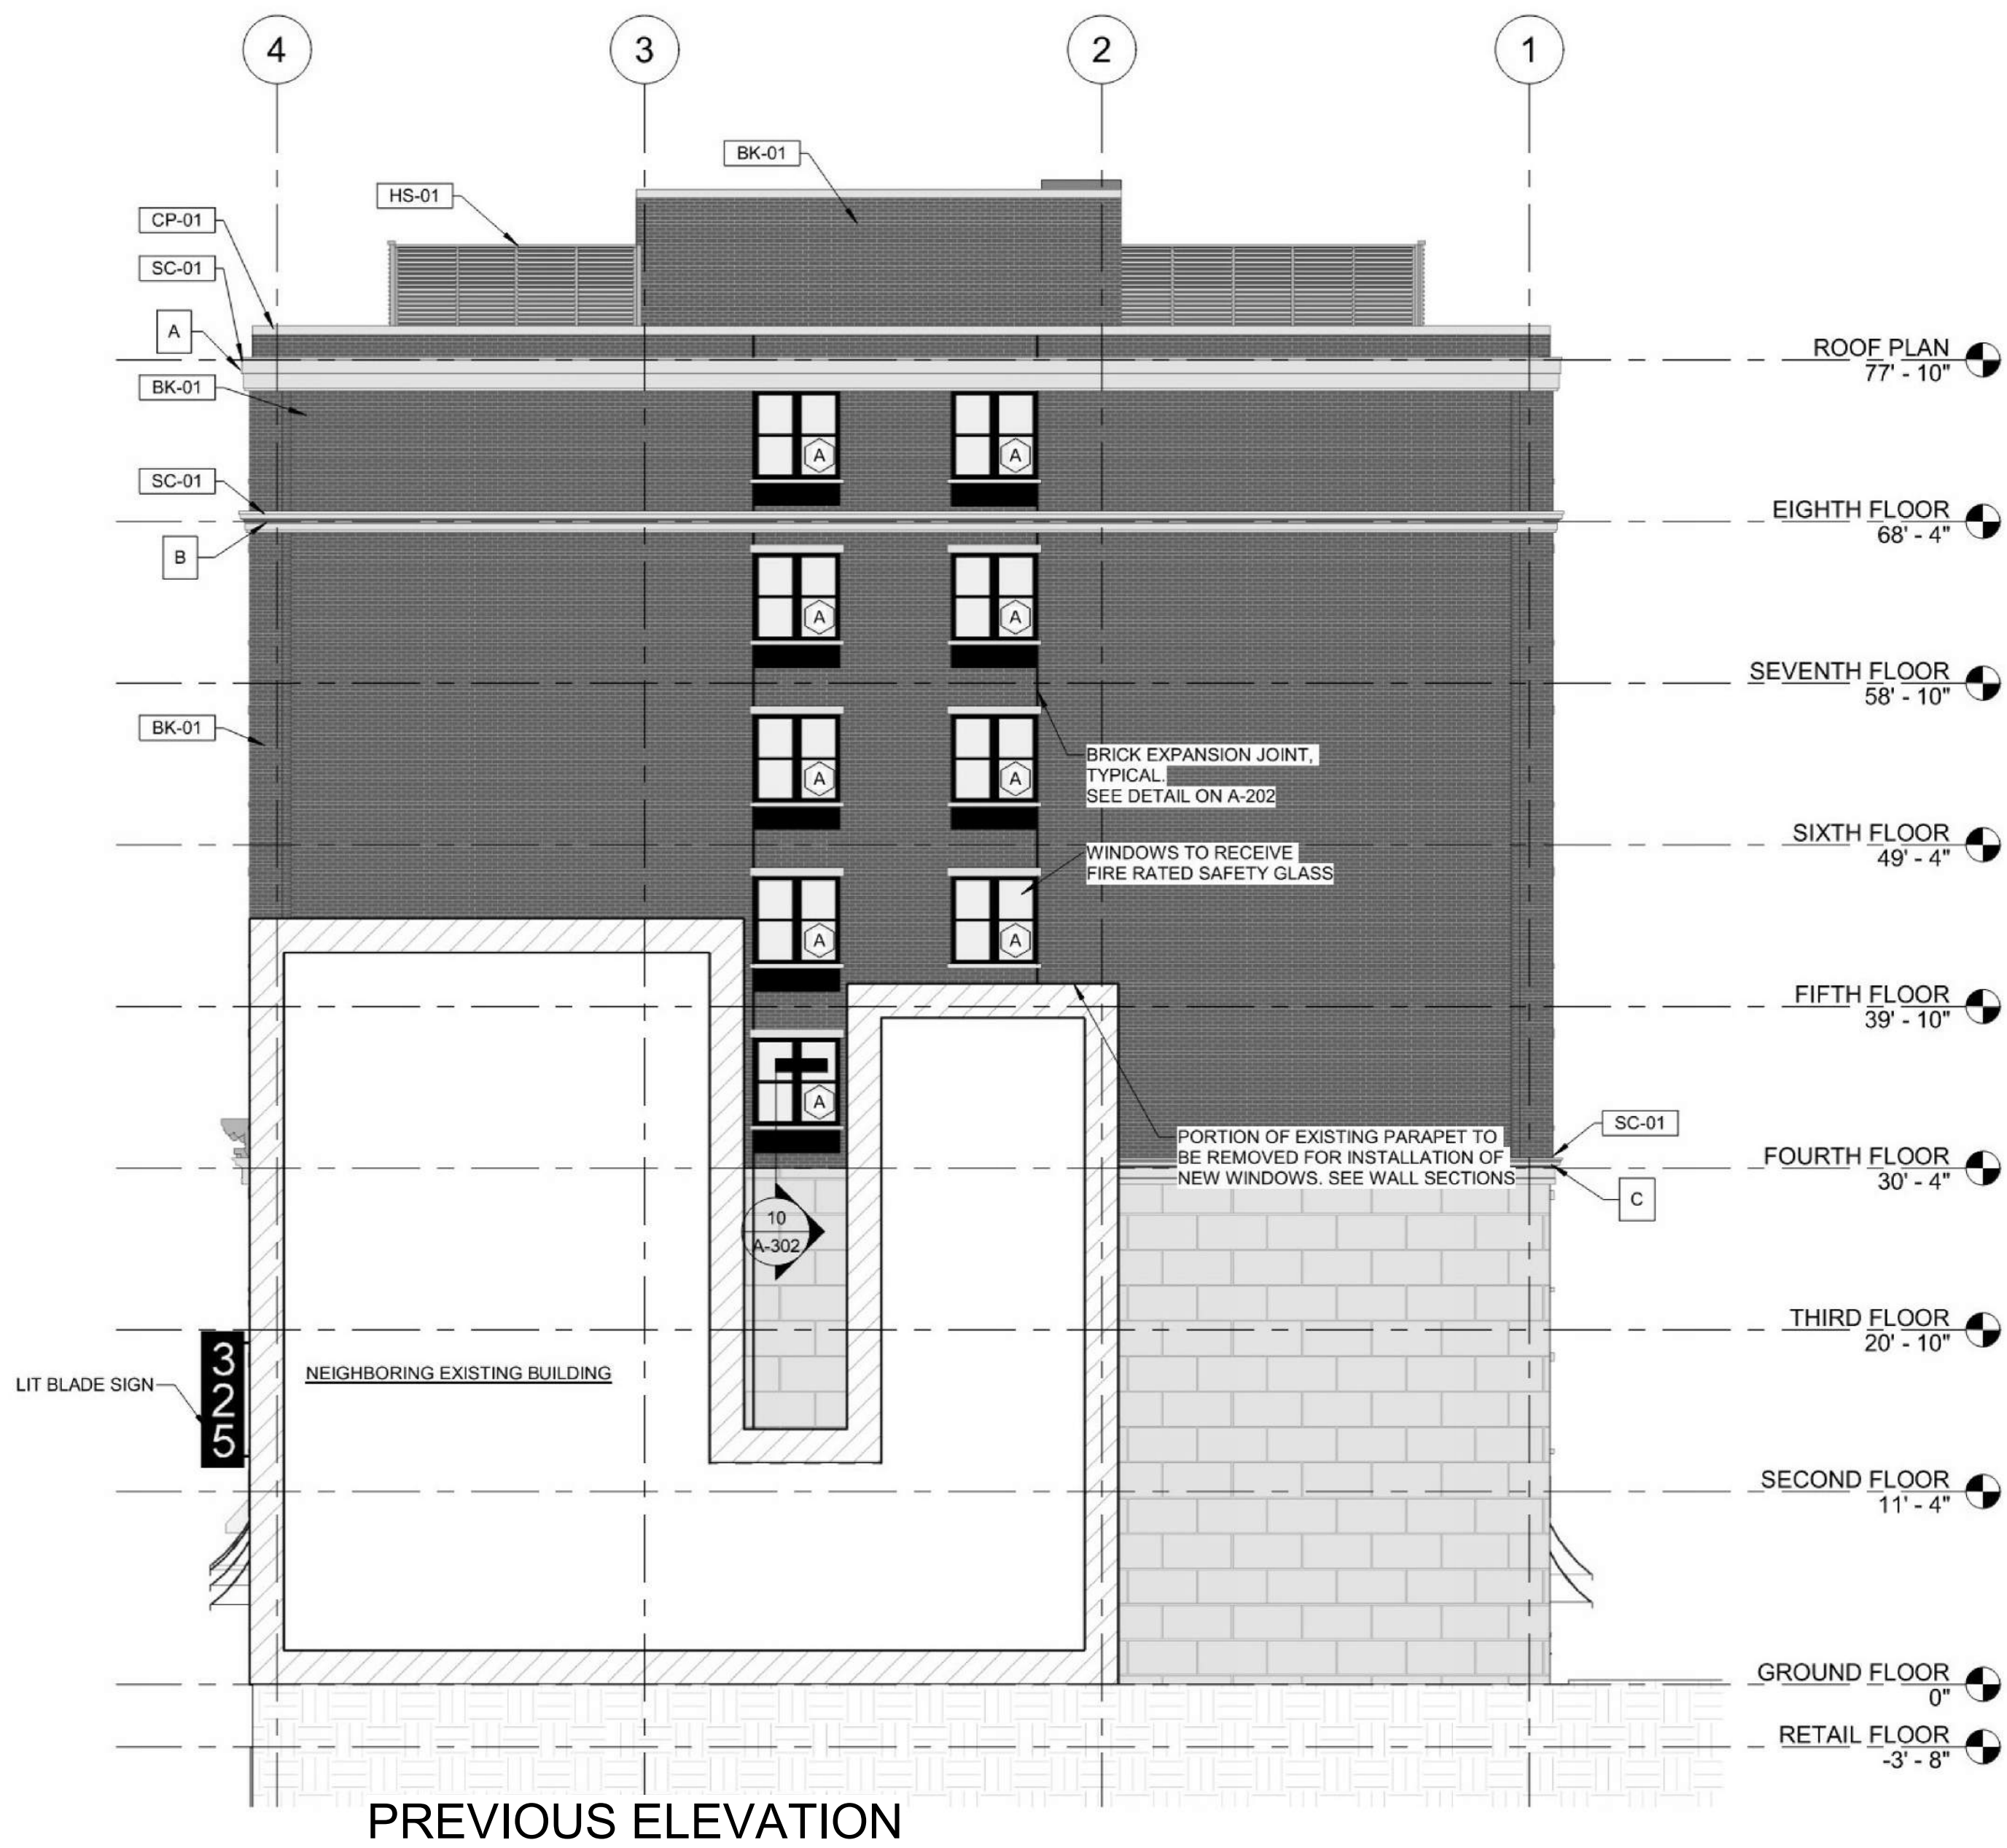 4
3
2
1
BK-01
HS-01
CP-01
SC-01
A
ROOF PLAN
77' - 10"
BK-01
A
A
SC-01
EIGHTH FLOOR
68' - 4"
B
A
A
SEVENTH FLOOR
58' - 10"
BK-01
BRICK EXPANSION JOINT,
TYPICAL.
SEE DETAIL ON A-202
A
A
SIXTH FLOOR
49' - 4"
WINDOWS TO RECEIVE
FIRE RATED SAFETY GLASS
A
A
FIFTH FLOOR
39' - 10"
A
SC-01
PORTION OF EXISTING PARAPET TO
BE REMOVED FOR INSTALLATION OF
NEW WINDOWS. SEE WALL SECTIONS
FOURTH FLOOR
30' - 4"
C
10
A-302
THIRD FLOOR
20' - 10"
3
2
5
LIT BLADE SIGN
NEIGHBORING EXISTING BUILDING
SECOND FLOOR
11' - 4"
GROUND FLOOR
0"
RETAIL FLOOR
-3' - 8"
PREVIOUS ELEVATION